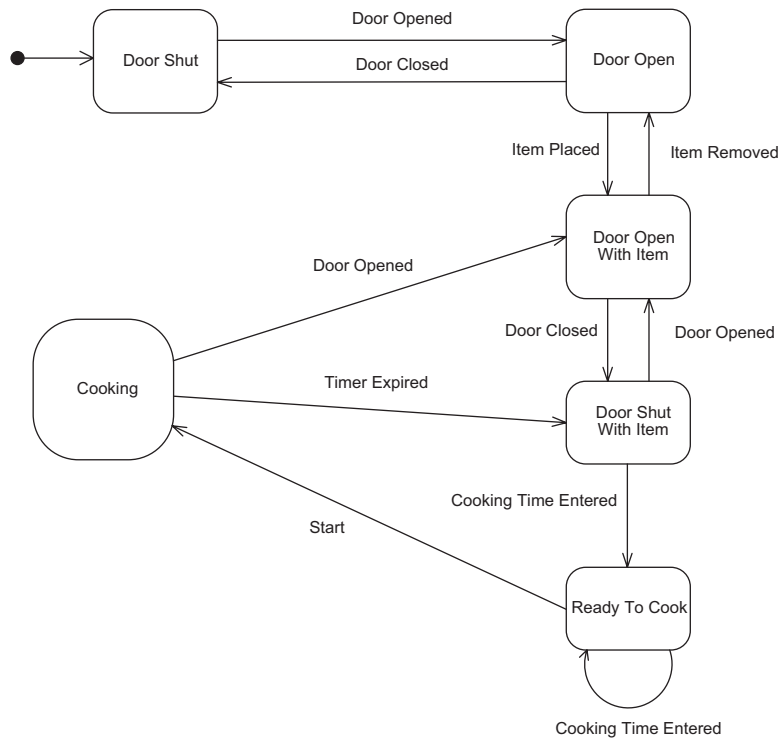 Door Opened
Door Shut
Door Open
Door Closed
Item Placed
Item Removed
Door Open
With Item
Door Opened
Door Closed
Door Opened
Cooking
Timer Expired
Door Shut
With Item
Cooking Time Entered
Start
Ready To Cook
Cooking Time Entered